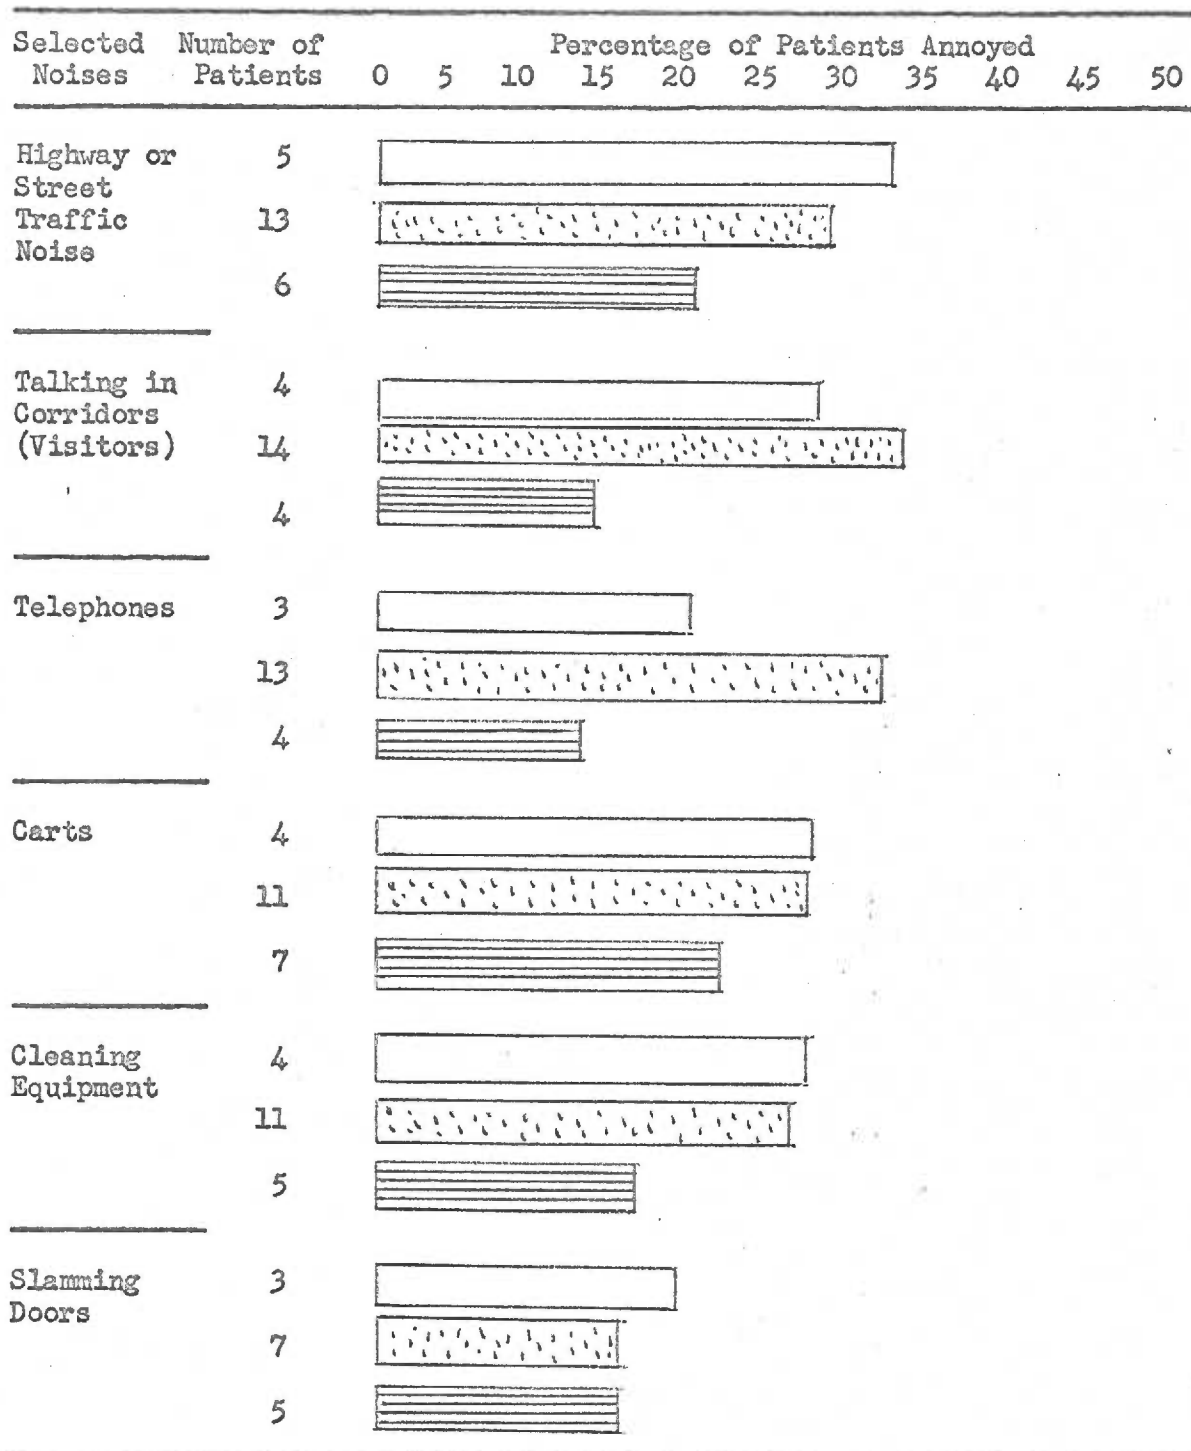 Selected Number of Percentage of Patients Annoyed
Noises Patients 0 5 10 15 20 25 30 35 40 45 50
Highway or 5
Street
Traffic 13
Noise
6
Talking in 4
Corridors
(Visitors) 14
4
Telephones 3
13
4
Carts 4
11
7
Cleaning 4
Equipment
11
5
Slamming 3
Doors
7
5